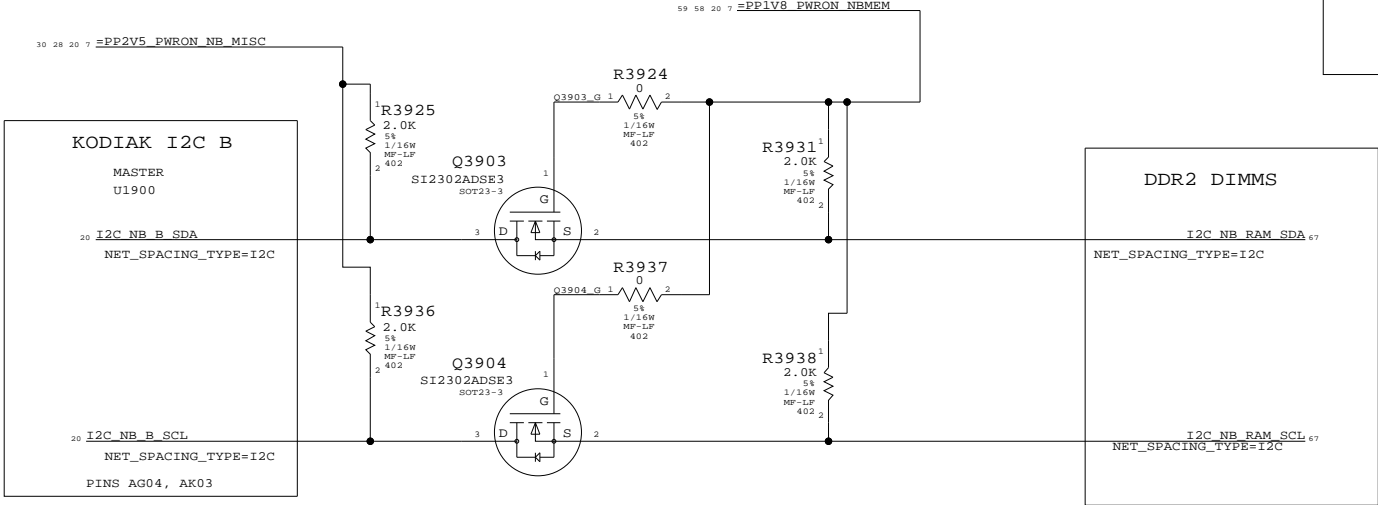 59 58 20 7 =PP1V8_PWRON_NBMEM
30 28 20 7 =PP2V5_PWRON_NB_MISC
R3924
0
Q3903_G 1 2
5%
1/16W
MF-LF
402
1
R3925
2.0K
5%
1/16W
MF-LF
402
2
KODIAK I2C B
MASTER
U1900
Q3903
SI2302ADSE3
SOT23-3
1
G
R3931
1
2.0K
5%
1/16W
MF-LF
402
2
DDR2 DIMMS
20 I2C_NB_B_SDA
3 D S 2
I2C_NB_RAM_SDA 67
NET_SPACING_TYPE=I2C
NET_SPACING_TYPE=I2C
R3937
0
Q3904_G 1 2
5%
1/16W
MF-LF
402
1
R3936
2.0K
5%
1/16W
MF-LF
402
2
Q3904
SI2302ADSE3
SOT23-3
1
G
R3938
1
2.0K
5%
1/16W
MF-LF
402
2
20 I2C_NB_B_SCL
3 D S 2
I2C_NB_RAM_SCL 67
NET_SPACING_TYPE=I2C
NET_SPACING_TYPE=I2C
PINS AG04, AK03